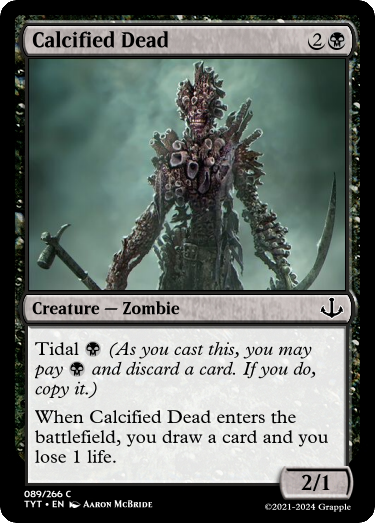 Calcified Dead 2
Creature — Zombie
Tidal (As you cast this, you may
pay and discard a card. If you do,
copy it.)
When Calcified Dead enters the
battlefield, you draw a card and you
lose 1 life.
2/1
089/266 C
TYT • EN Aaron McBride
©2021-2024 Grapple